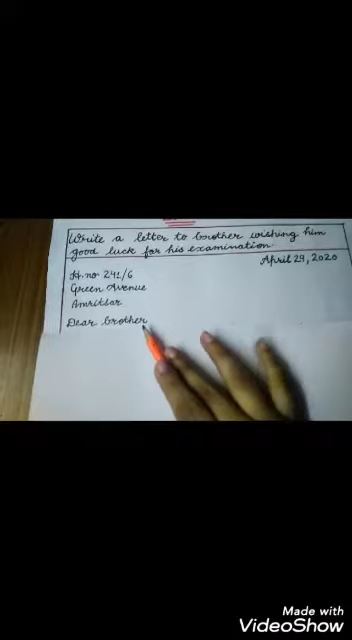 Write a letter to brother wishing him
good luck for his examination
April 29, 2020
H.no 241/6
Green Avenue
Amritsar
Dear brother
Made with
VideoShow